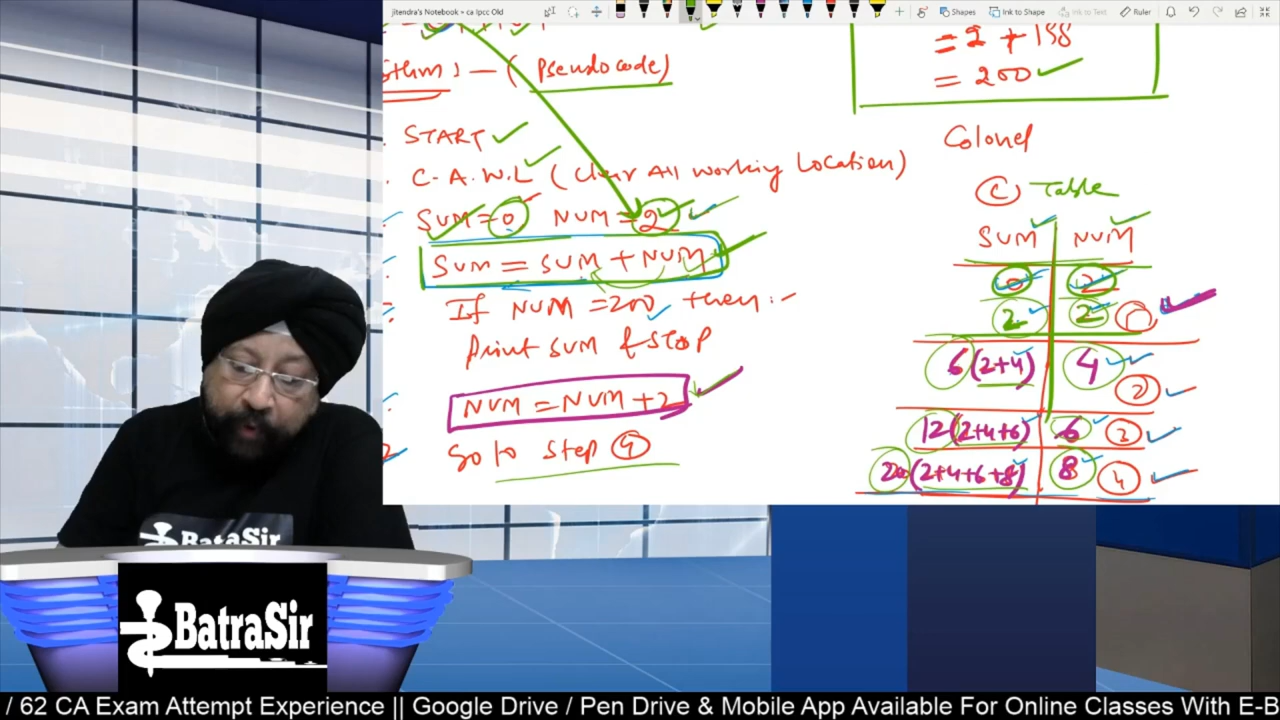 jitendra's Notebook » ca Ipcc Old
Shapes
Ink to Shape
Ink to Text
Ruler
= 2 + 198
= 200
ithm :- (Pseudocode)
START
C.A.W.L (Clear All working Location)
SUM = 0 NUM = 2
SUM = SUM + NUM
If NUM = 200 then :-
Print SUM & STOP
NUM = NUM + 2
Go to Step 4
Colonel
C Table
SUM NUM
0 2
2 2 1
6 (2+4) 4 2
12 (2+4+6) 6 3
20 (2+4+6+8) 8 4
BataSir
BatraSir
/ 62 CA Exam Attempt Experience || Google Drive / Pen Drive & Mobile App Available For Online Classes With E-B